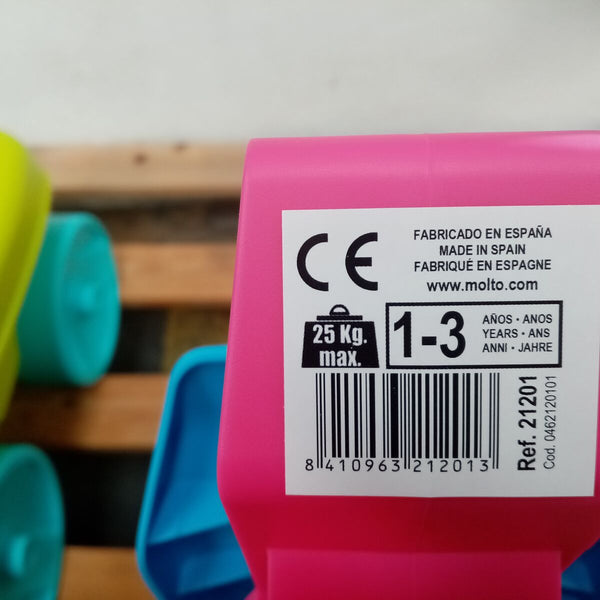 CE
FABRICADO EN ESPAÑA
MADE IN SPAIN
FABRIQUÉ EN ESPAGNE
www.molto.com
25 Kg.
max.
1-3
AÑOS • ANOS
YEARS • ANS
ANNI • JAHRE
8 410963 212013
Ref. 21201
Cod. 0462120101